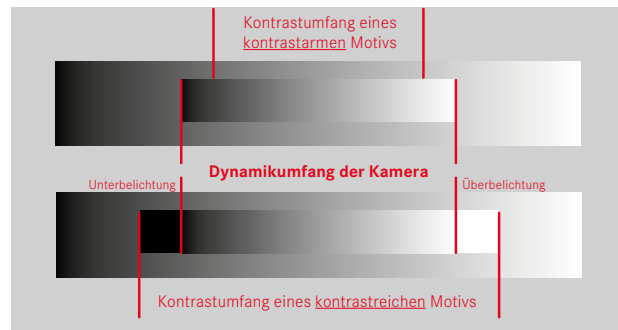 Kontrastumfang eines
kontrastarmen Motivs
Dynamikumfang der Kamera
Unterbelichtung
Überbelichtung
Kontrastumfang eines kontrastreichen Motivs